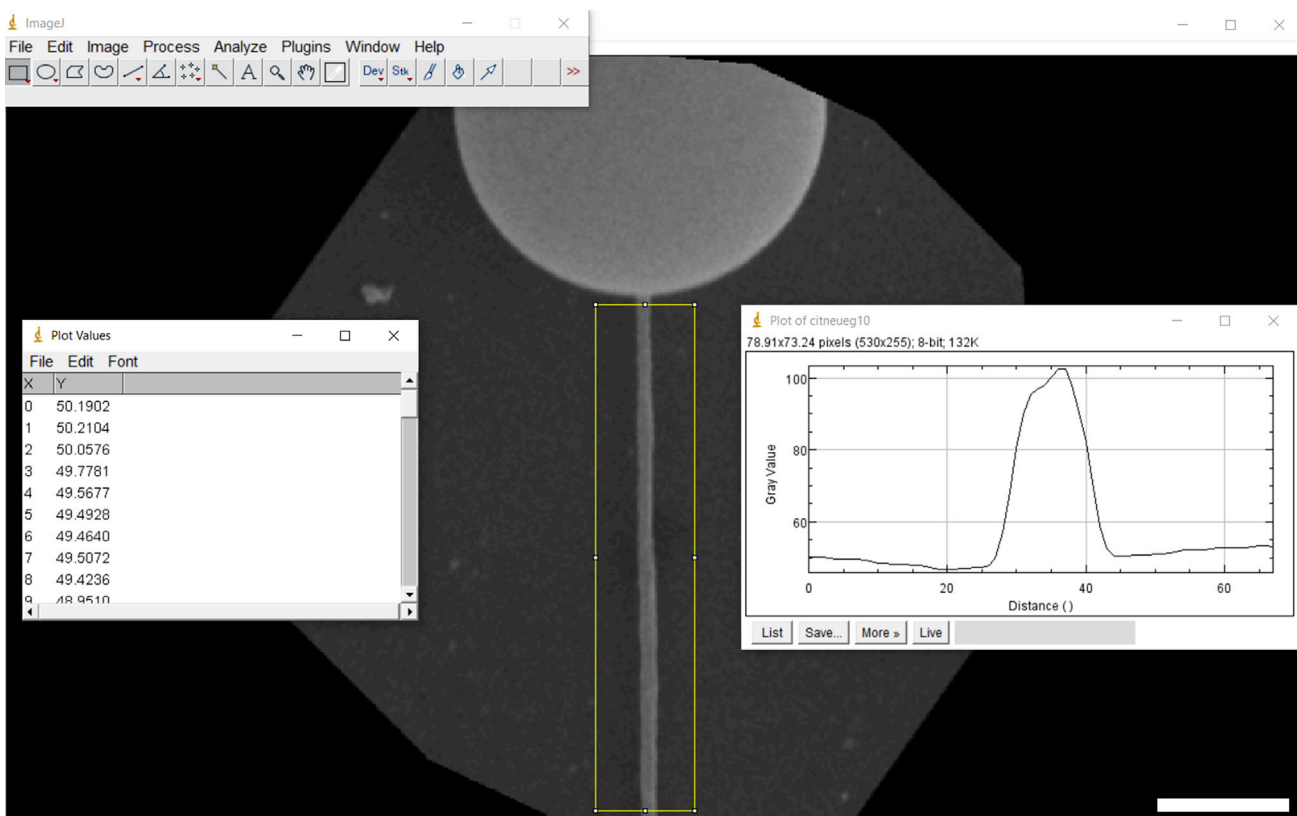 ImageJ
File Edit Image Process Analyze Plugins Window Help
Dev Stk >>
Plot Values
File Edit Font
X Y
0 50.1902
1 50.2104
2 50.0576
3 49.7781
4 49.5677
5 49.4928
6 49.4640
7 49.5072
8 49.4236
9 48.9510
Plot of citneueg10
78.91x73.24 pixels (530x255); 8-bit; 132K
100
80
60
Gray Value
0 20 40 60
Distance ( )
List Save... More » Live